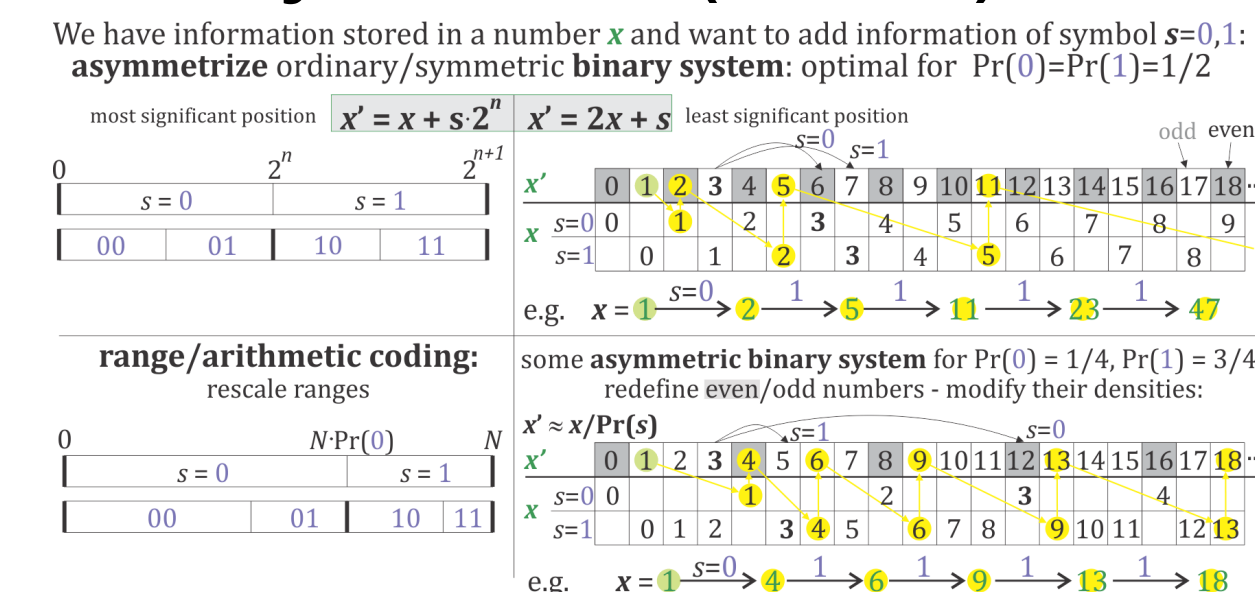 We have information stored in a number x and want to add information of symbol s=0,1:
asymmetrize ordinary/symmetric binary system: optimal for Pr(0)=Pr(1)=1/2
most significant position x' = x + s·2^n x' = 2x + s least significant position
0 2^n 2^n+1
s = 0 s = 1
00 01 10 11
s=0 s=1 odd even
x' 0 1 2 3 4 5 6 7 8 9 10 11 12 13 14 15 16 17 18 ..
x s=0 0 1 2 3 4 5 6 7 8 9
s=1 0 1 2 3 4 5 6 7 8
e.g. x = 1 s=0 2 1 5 1 11 1 23 1 47
range/arithmetic coding:
rescale ranges
0 N·Pr(0) N
s = 0 s = 1
00 01 10 11
some asymmetric binary system for Pr(0) = 1/4, Pr(1) = 3/4
redefine even/odd numbers - modify their densities:
x' ≈ x/Pr(s) s=1 s=0
x' 0 1 2 3 4 5 6 7 8 9 10 11 12 13 14 15 16 17 18 ..
x s=0 0 1 2 3 4
s=1 0 1 2 3 4 5 6 7 8 9 10 11 12 13
e.g. x = 1 s=0 4 1 6 1 9 1 13 1 18